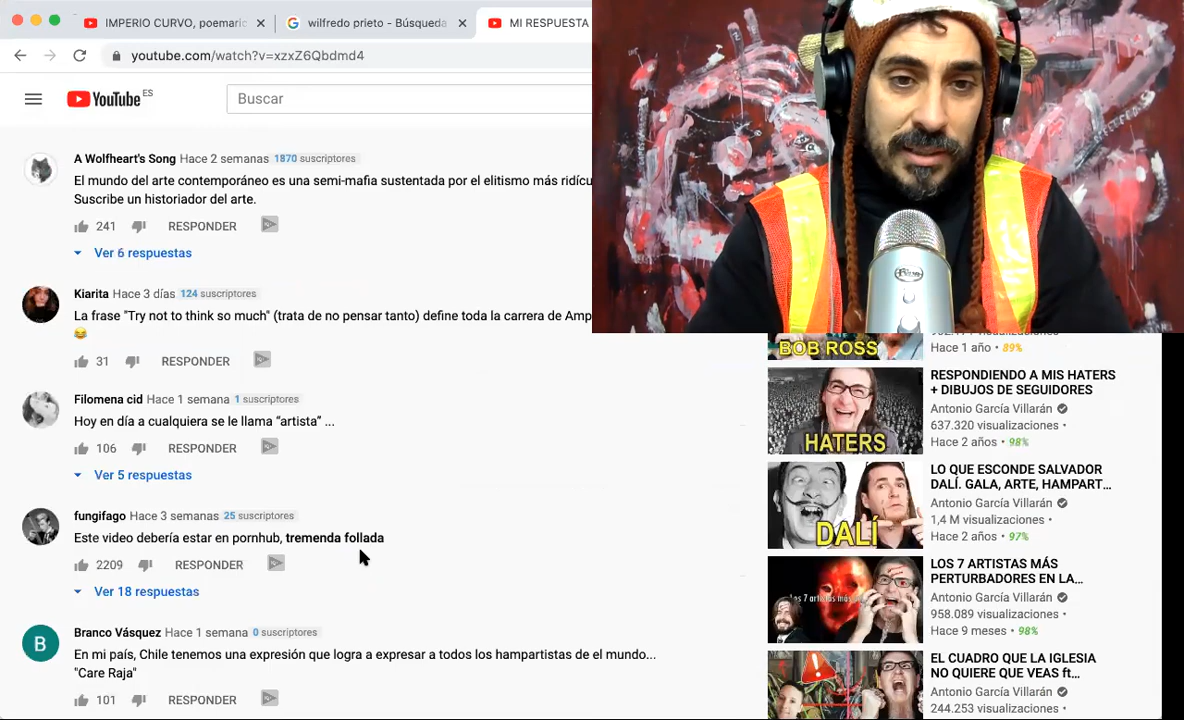 IMPERIO CURVO, poemari
wilfredo prieto - Búsqueda
MI RESPUESTA
youtube.com/watch?v=xzxZ6Qbdmd4
YouTube ES
Buscar
A Wolfheart's Song Hace 2 semanas 1870 suscriptores
El mundo del arte contemporáneo es una semi-mafia sustentada por el elitismo más ridícu
Suscribe un historiador del arte.
241 RESPONDER
Ver 6 respuestas
Kiarita Hace 3 días 124 suscriptores
La frase "Try not to think so much" (trata de no pensar tanto) define toda la carrera de Amp
31 RESPONDER
Filomena cid Hace 1 semana 1 suscriptores
Hoy en día a cualquiera se le llama “artista” ...
106 RESPONDER
Ver 5 respuestas
fungifago Hace 3 semanas 25 suscriptores
Este video debería estar en pornhub, tremenda follada
2209 RESPONDER
Ver 18 respuestas
B
Branco Vásquez Hace 1 semana 0 suscriptores
En mi país, Chile tenemos una expresión que logra a expresar a todos los hampartistas de el mundo...
"Care Raja"
101 RESPONDER
BOB ROSS
Hace 1 año • 89%
HATERS
RESPONDIENDO A MIS HATERS
+ DIBUJOS DE SEGUIDORES
Antonio García Villarán
637.320 visualizaciones •
Hace 2 años • 98%
DALÍ
LO QUE ESCONDE SALVADOR
DALÍ. GALA, ARTE, HAMPART...
Antonio García Villarán
1,4 M visualizaciones •
Hace 2 años • 97%
Los 7 artistas más
LOS 7 ARTISTAS MÁS
PERTURBADORES EN LA...
Antonio García Villarán
958.089 visualizaciones •
Hace 9 meses • 98%
EL CUADRO QUE LA IGLESIA
NO QUIERE QUE VEAS ft...
Antonio García Villarán
244.253 visualizaciones •